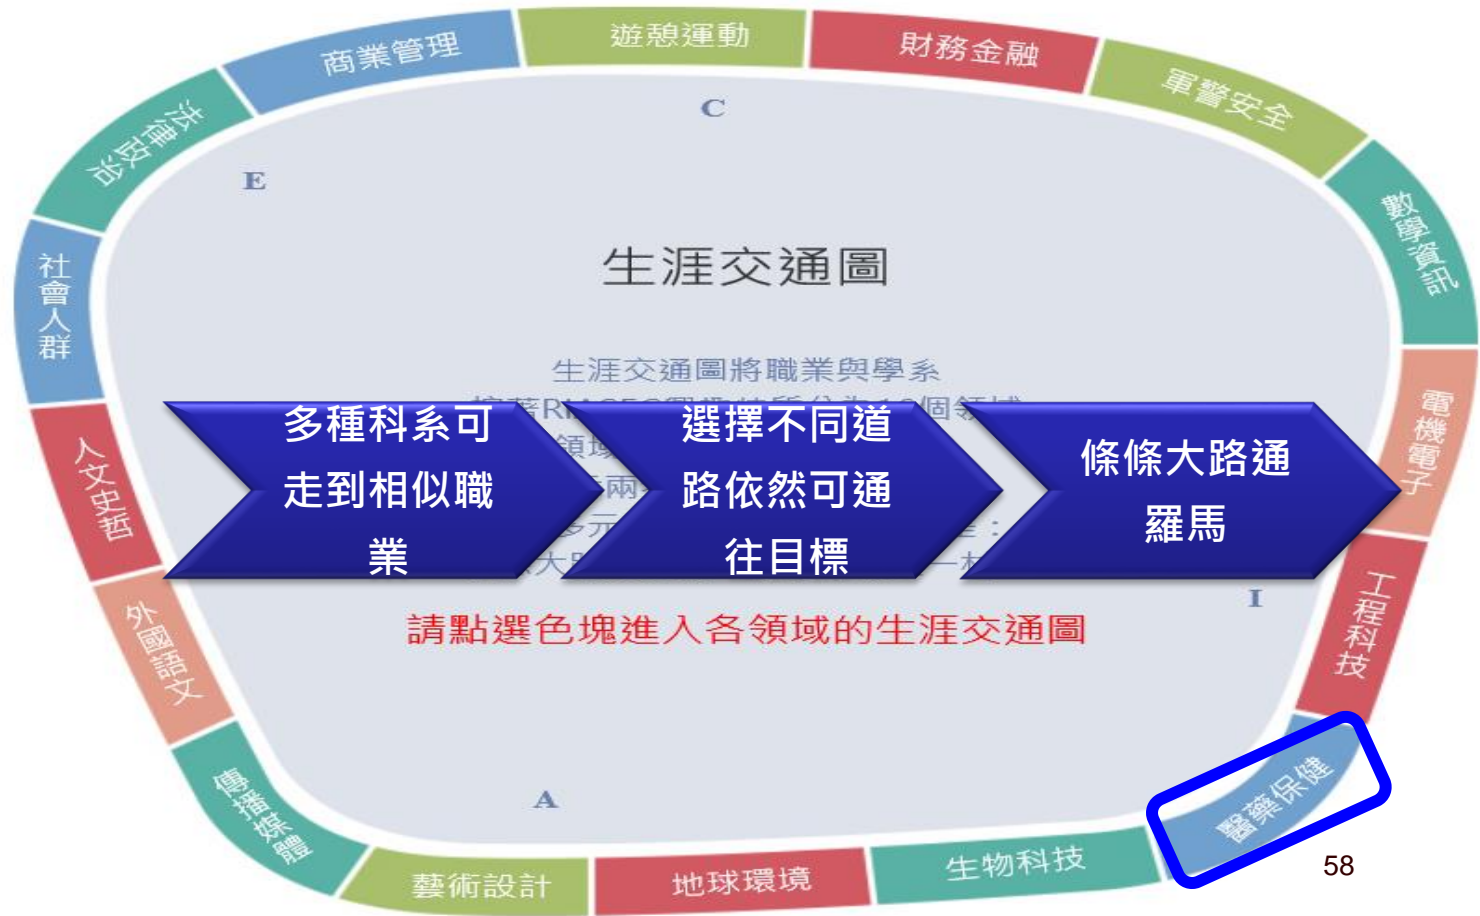 商業管理
遊憩運動
財務金融
軍警安全
法律政治
數學資訊
C
E
社會人群
生涯交通圖
生涯交通圖將職業與學系
電機電子
人文史哲
多種科系可
走到相似職
業
選擇不同道
路依然可通
往目標
條條大路通
羅馬
工程科技
I
外國語文
請點選色塊進入各領域的生涯交通圖
傳播媒體
A
醫藥保健
藝術設計
地球環境
生物科技
58